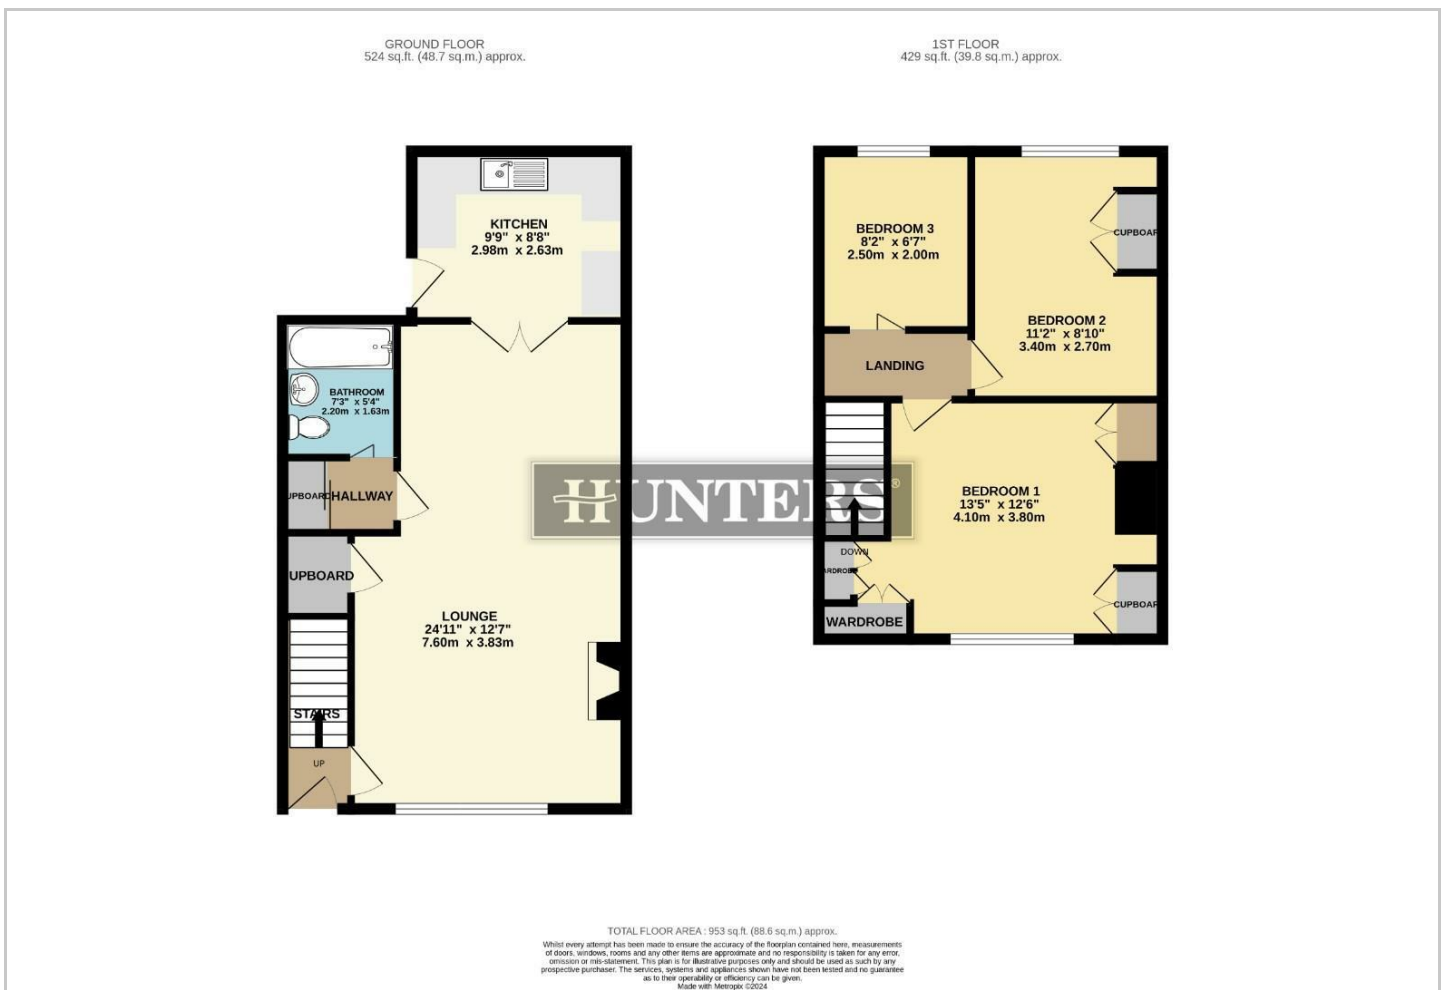 GROUND FLOOR
524 sq.ft. (48.7 sq.m.) approx.
1ST FLOOR
429 sq.ft. (39.8 sq.m.) approx.
KITCHEN
9'9" x 8'8"
2.98m x 2.63m
BATHROOM
7'3" x 5'4"
2.20m x 1.63m
UPBOARD
HALLWAY
UPBOARD
LOUNGE
24'11" x 12'7"
7.60m x 3.83m
STAIRS
UP
HUNTERS®
BEDROOM 3
8'2" x 6'7"
2.50m x 2.00m
CUPBOAR
BEDROOM 2
11'2" x 8'10"
3.40m x 2.70m
LANDING
BEDROOM 1
13'5" x 12'6"
4.10m x 3.80m
DOWN
ARDROBE
WARDROBE
CUPBOAR
TOTAL FLOOR AREA : 953 sq.ft. (88.6 sq.m.) approx.
Whilst every attempt has been made to ensure the accuracy of the floorplan contained here, measurements
of doors, windows, rooms and any other items are approximate and no responsibility is taken for any error,
omission or mis-statement. This plan is for illustrative purposes only and should be used as such by any
prospective purchaser. The services, systems and appliances shown have not been tested and no guarantee
as to their operability or efficiency can be given.
Made with Metropix ©2024